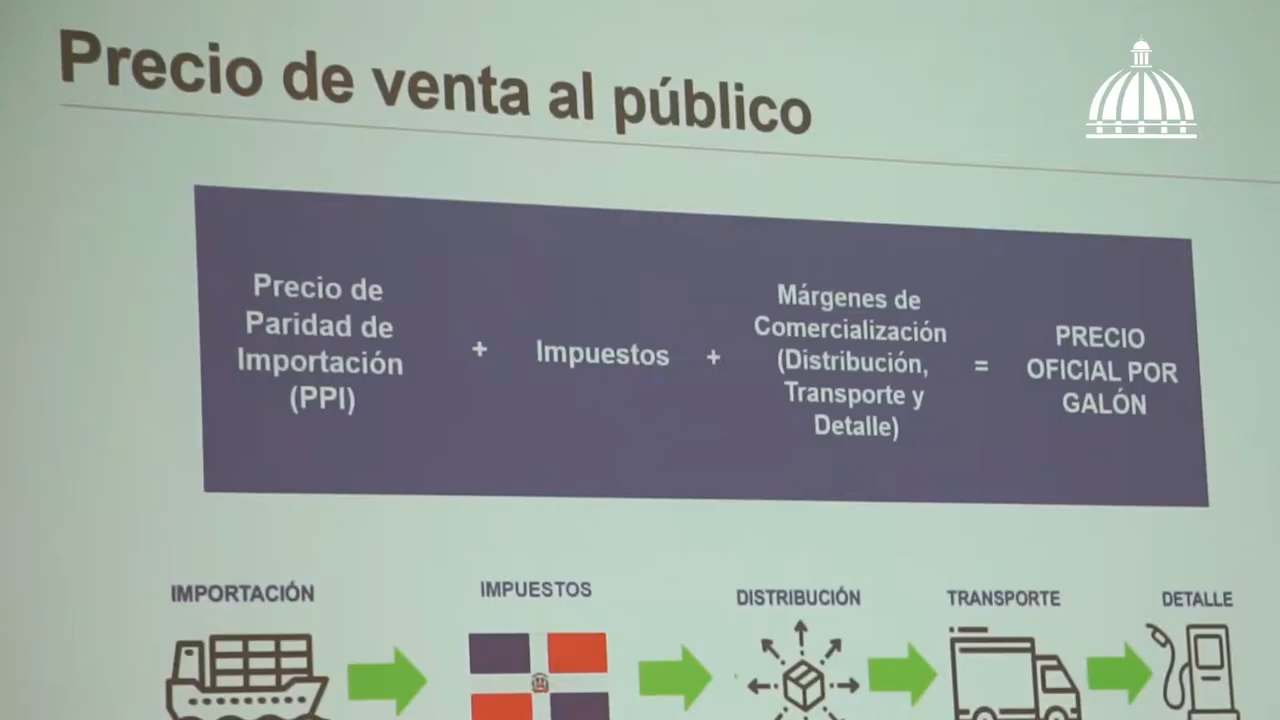 Precio de venta al público
Precio de
Paridad de
Importación
(PPI)
+
Impuestos
+
Márgenes de
Comercialización
(Distribución,
Transporte y
Detalle)
=
PRECIO
OFICIAL POR
GALÓN
IMPORTACIÓN
IMPUESTOS
DISTRIBUCIÓN
TRANSPORTE
DETALLE